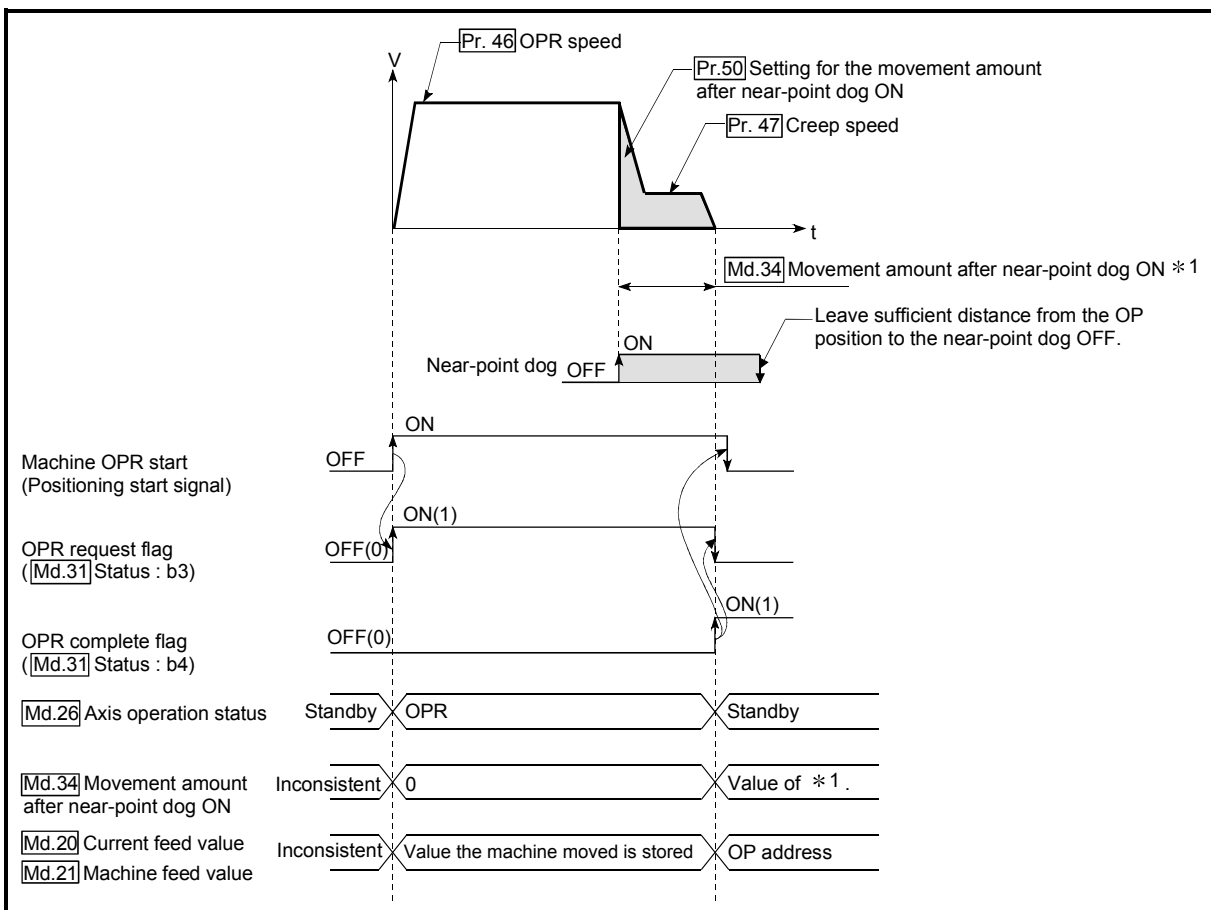 Pr. 46 OPR speed
V
Pr.50 Setting for the movement amount
after near-point dog ON
Pr. 47 Creep speed
t
Md.34 Movement amount after near-point dog ON *1
Leave sufficient distance from the OP
position to the near-point dog OFF.
ON
Near-point dog OFF
ON
Machine OPR start OFF
(Positioning start signal)
ON(1)
OPR request flag OFF(0)
( Md.31 Status : b3)
ON(1)
OPR complete flag OFF(0)
( Md.31 Status : b4)
Md.26 Axis operation status Standby OPR Standby
Md.34 Movement amount Inconsistent 0 Value of *1 .
after near-point dog ON
Md.20 Current feed value Inconsistent Value the machine moved is stored OP address
Md.21 Machine feed value